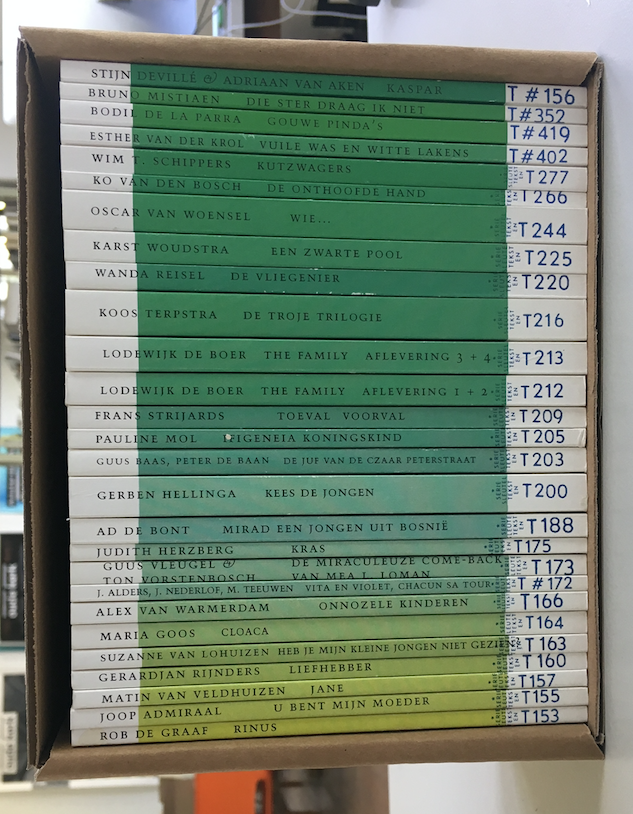 STIJN DEVILLÉ & ADRIAAN VAN AKEN KASPAR T #156
BRUNO MISTIAEN DIE STER DRAAG IK NIET T #352
BODIL DE LA PARRA GOUWE PINDA'S T #419
ESTHER VAN DER KROL VUILE WAS EN WITTE LAKENS T #402
WIM T. SCHIPPERS KUTZWAGERS T277
KO VAN DEN BOSCH DE ONTHOOFDE HAND T266
OSCAR VAN WOENSEL WIE... T244
KARST WOUDSTRA EEN ZWARTE POOL T225
WANDA REISEL DE VLIEGENIER T220
KOOS TERPSTRA DE TROJE TRILOGIE T216
LODEWIJK DE BOER THE FAMILY AFLEVERING 3 + 4 T213
LODEWIJK DE BOER THE FAMILY AFLEVERING 1 + 2 T212
FRANS STRIJARDS TOEVAL VOORVAL T209
PAULINE MOL IFIGENEIA KONINGSKIND T205
GUUS BAAS, PETER DE BAAN DE JUF VAN DE CZAAR PETERSTRAAT T203
GERBEN HELLINGA KEES DE JONGEN T200
AD DE BONT MIRAD EEN JONGEN UIT BOSNIË T188
JUDITH HERZBERG KRAS T175
GUUS VLEUGEL & DE MIRACULEUZE COME-BACK T173
TON VORSTENBOSCH VAN MEA L. LOMAN
J. ALDERS, J. NEDERLOF, M. TEEUWEN VITA EN VIOLET, CHACUN SA TOUR T #172
ALEX VAN WARMERDAM ONNOZELE KINDEREN T166
MARIA GOOS CLOACA T164
SUZANNE VAN LOHUIZEN HEB JE MIJN KLEINE JONGEN NIET GEZIEN T163
GERARDJAN RIJNDERS LIEFHEBBER T160
MATIN VAN VELDHUIZEN JANE T157
JOOP ADMIRAAL U BENT MIJN MOEDER T155
ROB DE GRAAF RINUS T153